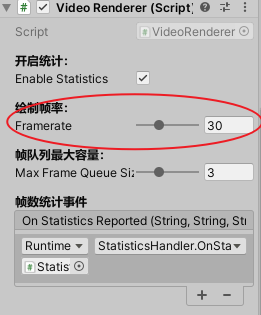 Video Renderer (Script)
Script VideoRenderer
开启统计：
Enable Statistics
绘制帧率：
Framerate 30
帧队列最大容量：
Max Frame Queue Siz 3
帧数统计事件
On Statistics Reported (String, String, Str
Runtime StatisticsHandler.OnSta
Statis